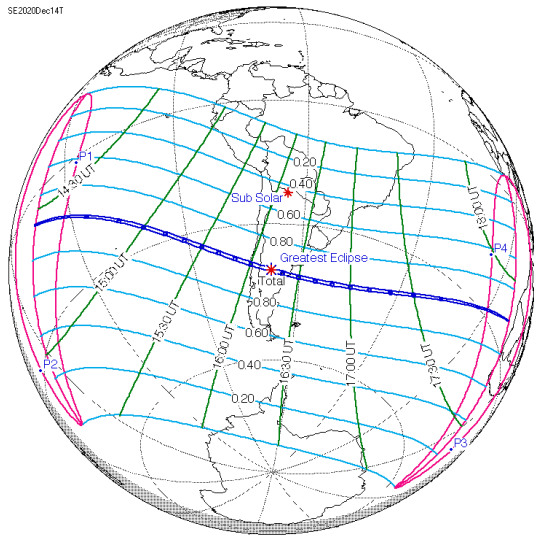 SE2020Dec14T
P1
14:30 UT
0.20
0.40
Sub Solar
0.60
18:00 UT
0.80
P4
Greatest Eclipse
15:00 UT
Total
0.80
15:30 UT
0.60
16:00 UT
16:30 UT
17:00 UT
17:30 UT
P2
0.40
0.20
P3